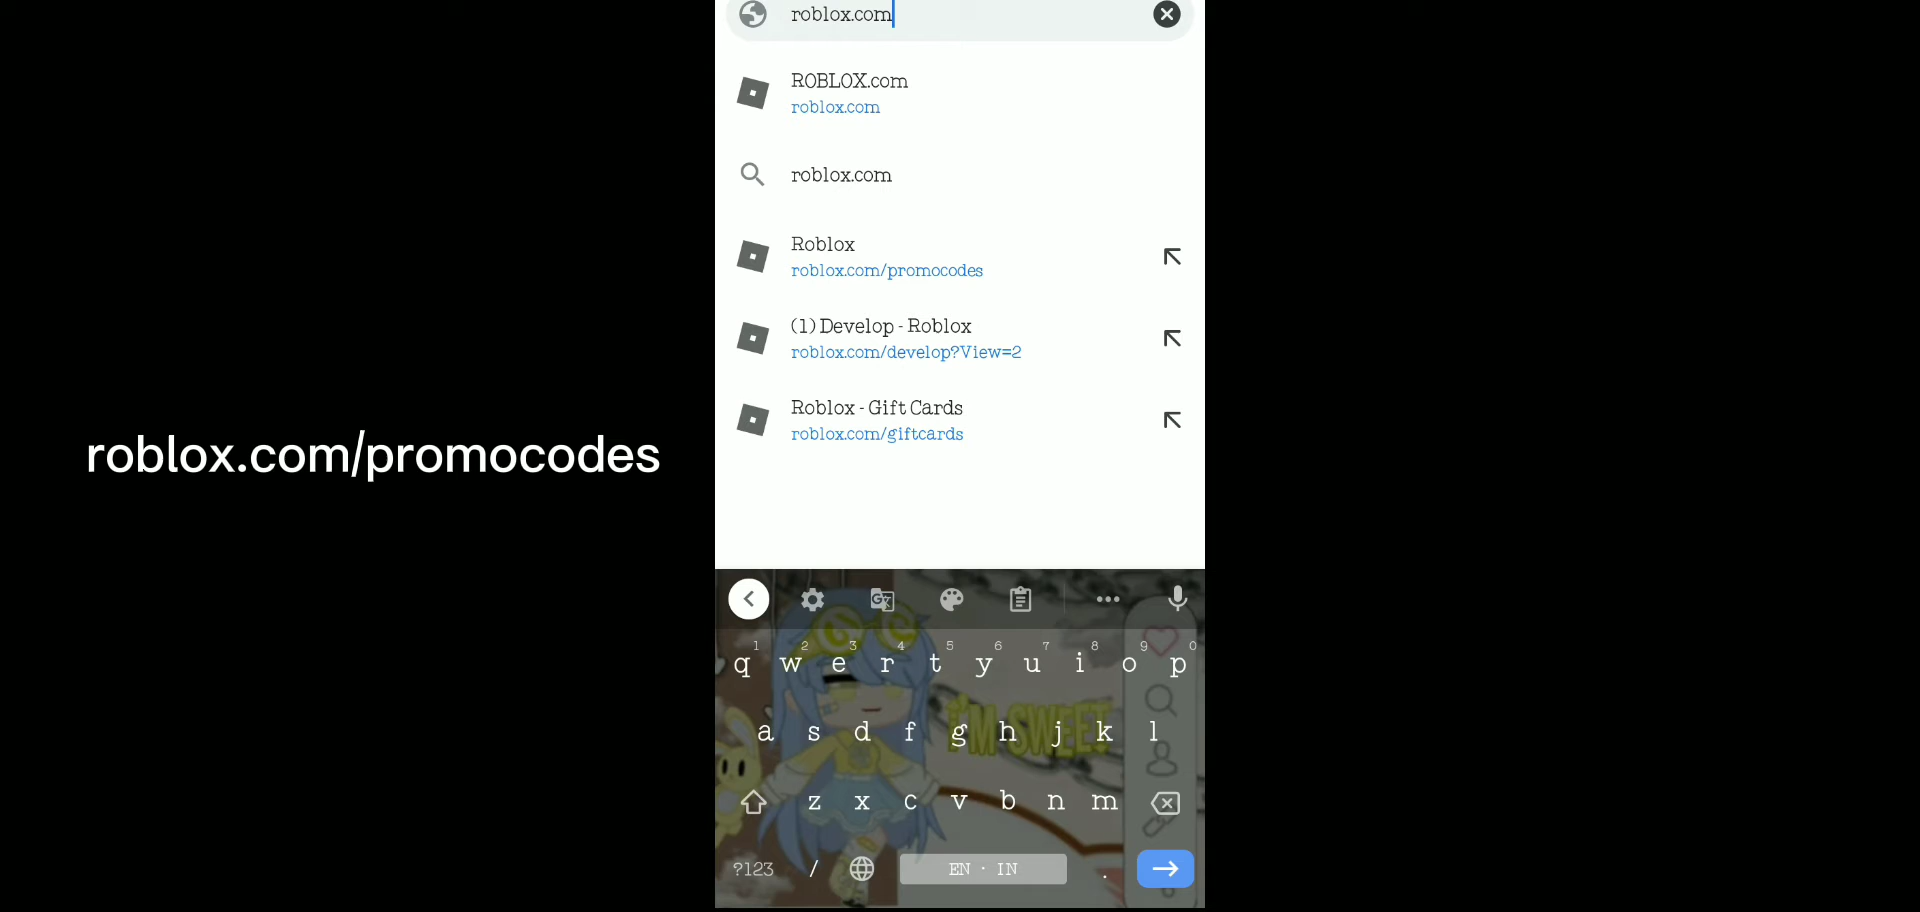 roblox.com
ROBLOX.com
roblox.com
roblox.com
Roblox
roblox.com/promocodes
(1) Develop - Roblox
roblox.com/develop?View=2
Roblox - Gift Cards
roblox.com/giftcards
roblox.com/promocodes
1 2 3 4 5 6 7 8 9 0
q w e r t y u i o p
I'M SWEET
a s d f g h j k l
z x c v b n m
?123 / EN · IN .